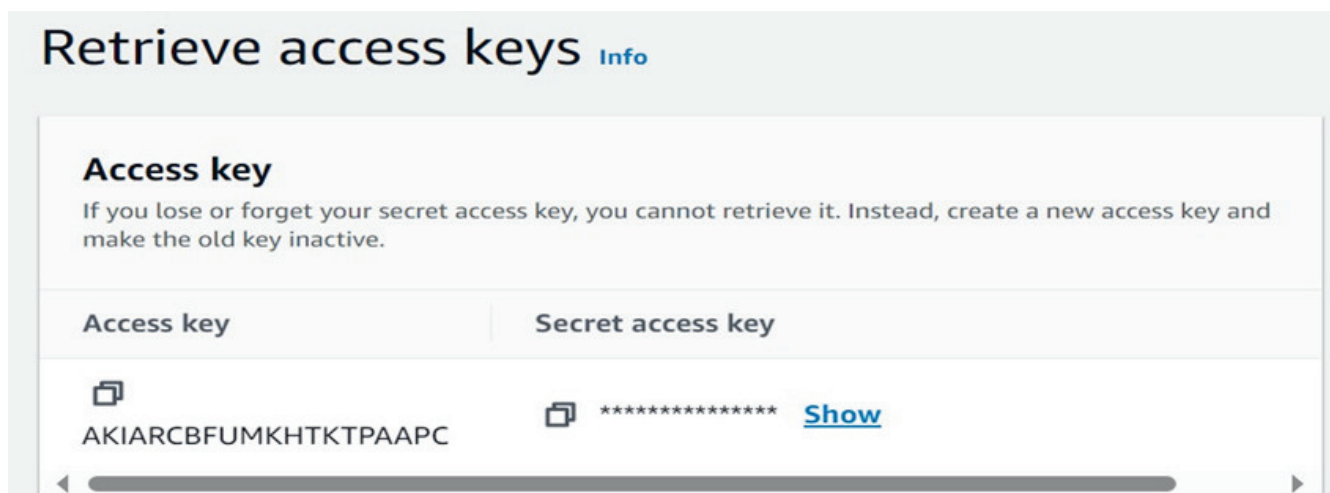 Retrieve access keys Info
Access key
If you lose or forget your secret access key, you cannot retrieve it. Instead, create a new access key and
make the old key inactive.
Access key Secret access key
*************** Show
AKIARCBFUMKHTKTPAAPC